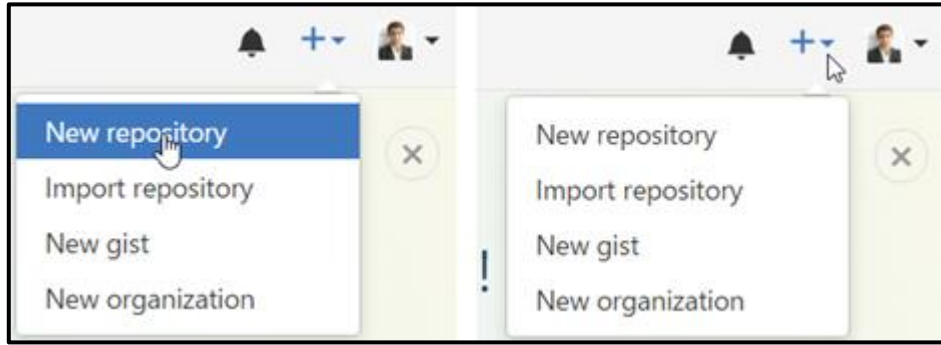 New repository
Import repository
New gist
New organization
!
New repository
Import repository
New gist
New organization